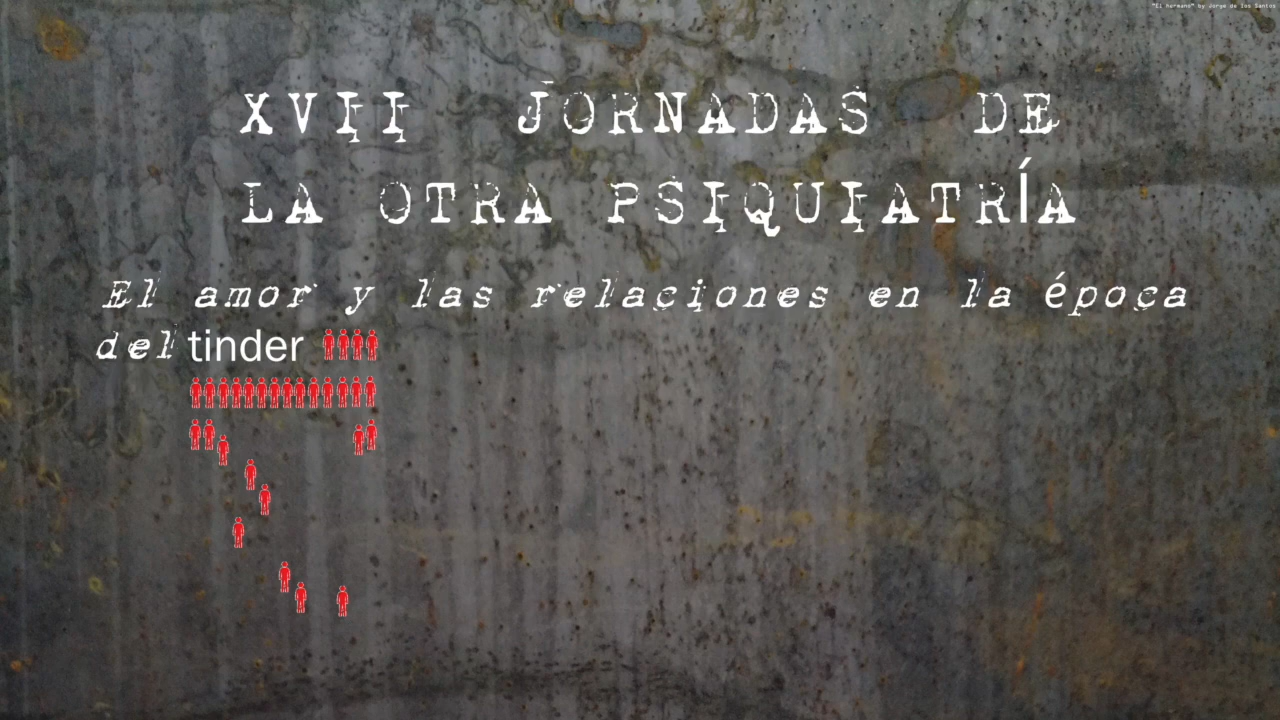 "El humano" by Jorge de los Santos
XVII JORNADAS DE
LA OTRA PSIQUIATRÍA
El amor y las relaciones en la época
del tinder